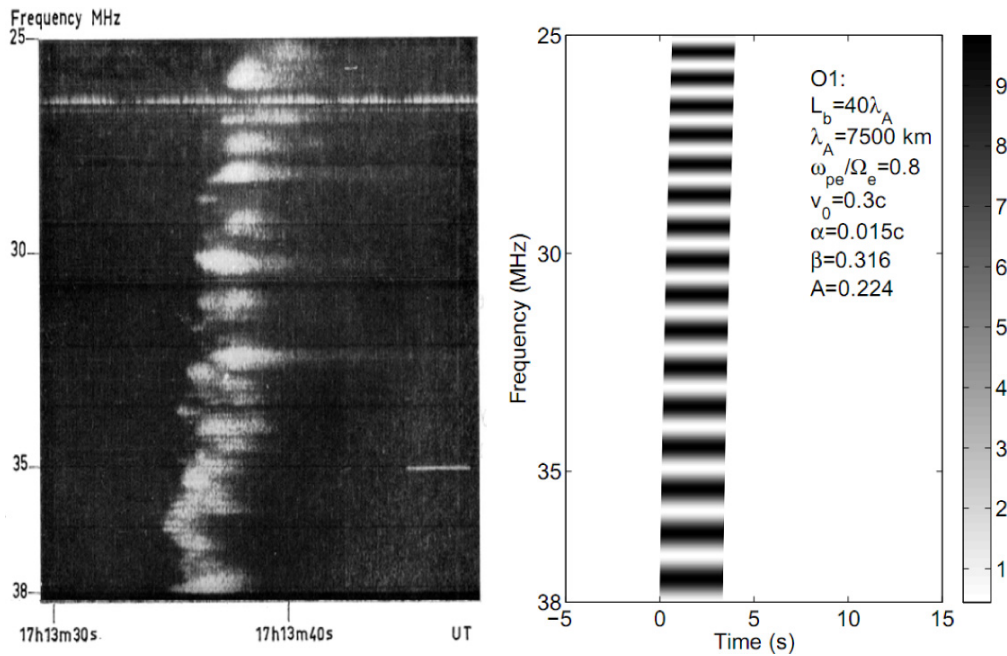 Frequency MHz
25
30
35
38
17h13m30s
17h13m40s
UT
25
30
35
38
Frequency (MHz)
−5
0
5
10
15
Time (s)
O1:
L_b=40λ_A
λ_A=7500 km
ω_pe/Ω_e=0.8
v_0=0.3c
α=0.015c
β=0.316
A=0.224
9
8
7
6
5
4
3
2
1